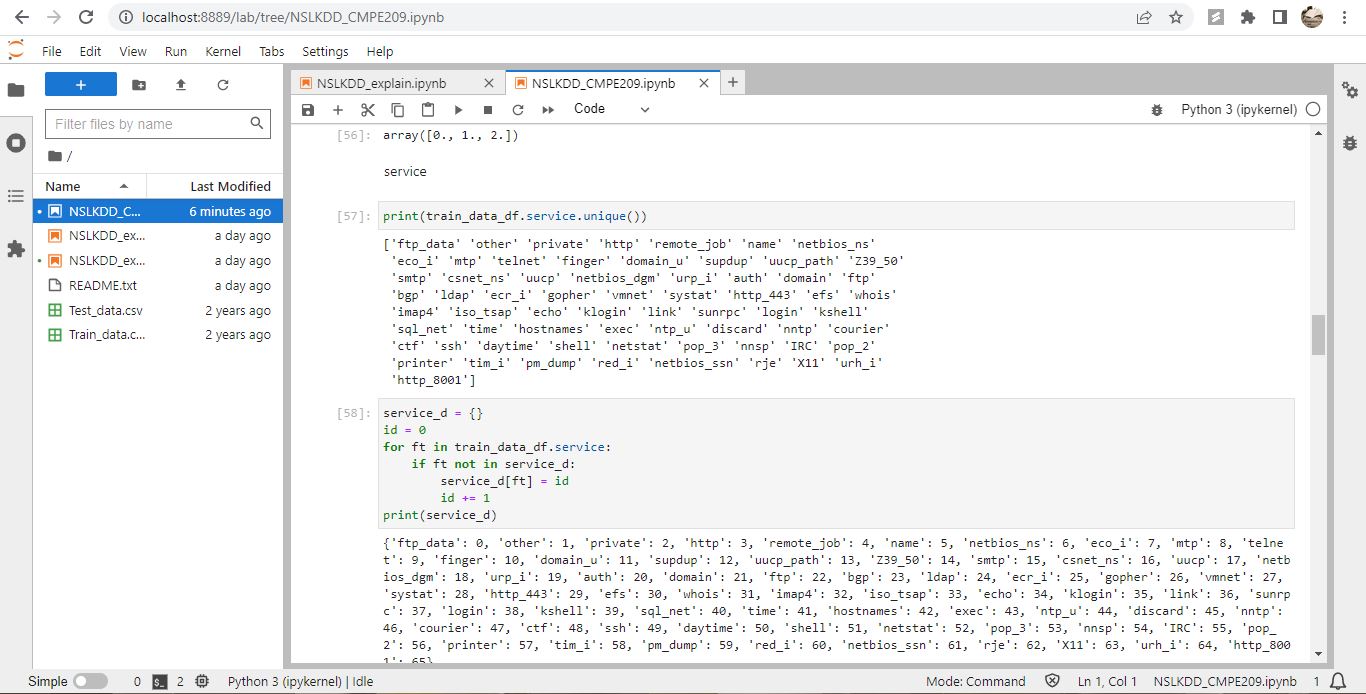 localhost:8889/lab/tree/NSLKDD_CMPE209.ipynb
File Edit View Run Kernel Tabs Settings Help
+
Filter files by name
/
Name Last Modified
NSLKDD_C... 6 minutes ago
NSLKDD_ex... a day ago
NSLKDD_ex... a day ago
README.txt a day ago
Test_data.csv 2 years ago
Train_data.c... 2 years ago
NSLKDD_explain.ipynb × NSLKDD_CMPE209.ipynb × +
Code Python 3 (ipykernel)
[56]: array([0., 1., 2.])
service
[57]: print(train_data_df.service.unique())
['ftp_data' 'other' 'private' 'http' 'remote_job' 'name' 'netbios_ns'
'eco_i' 'mtp' 'telnet' 'finger' 'domain_u' 'supdup' 'uucp_path' 'Z39_50'
'smtp' 'csnet_ns' 'uucp' 'netbios_dgm' 'urp_i' 'auth' 'domain' 'ftp'
'bgp' 'ldap' 'ecr_i' 'gopher' 'vmnet' 'systat' 'http_443' 'efs' 'whois'
'imap4' 'iso_tsap' 'echo' 'klogin' 'link' 'sunrpc' 'login' 'kshell'
'sql_net' 'time' 'hostnames' 'exec' 'ntp_u' 'discard' 'nntp' 'courier'
'ctf' 'ssh' 'daytime' 'shell' 'netstat' 'pop_3' 'nnsp' 'IRC' 'pop_2'
'printer' 'tim_i' 'pm_dump' 'red_i' 'netbios_ssn' 'rje' 'X11' 'urh_i'
'http_8001']
[58]: service_d = {}
id = 0
for ft in train_data_df.service:
    if ft not in service_d:
        service_d[ft] = id
        id += 1
print(service_d)
{'ftp_data': 0, 'other': 1, 'private': 2, 'http': 3, 'remote_job': 4, 'name': 5, 'netbios_ns': 6, 'eco_i': 7, 'mtp': 8, 'telne
t': 9, 'finger': 10, 'domain_u': 11, 'supdup': 12, 'uucp_path': 13, 'Z39_50': 14, 'smtp': 15, 'csnet_ns': 16, 'uucp': 17, 'netb
ios_dgm': 18, 'urp_i': 19, 'auth': 20, 'domain': 21, 'ftp': 22, 'bgp': 23, 'ldap': 24, 'ecr_i': 25, 'gopher': 26, 'vmnet': 27,
'systat': 28, 'http_443': 29, 'efs': 30, 'whois': 31, 'imap4': 32, 'iso_tsap': 33, 'echo': 34, 'klogin': 35, 'link': 36, 'sunrp
c': 37, 'login': 38, 'kshell': 39, 'sql_net': 40, 'time': 41, 'hostnames': 42, 'exec': 43, 'ntp_u': 44, 'discard': 45, 'nntp':
46, 'courier': 47, 'ctf': 48, 'ssh': 49, 'daytime': 50, 'shell': 51, 'netstat': 52, 'pop_3': 53, 'nnsp': 54, 'IRC': 55, 'pop_
2': 56, 'printer': 57, 'tim_i': 58, 'pm_dump': 59, 'red_i': 60, 'netbios_ssn': 61, 'rje': 62, 'X11': 63, 'urh_i': 64, 'http_800
1': 65}
Simple 0 2 Python 3 (ipykernel) | Idle Mode: Command Ln 1, Col 1 NSLKDD_CMPE209.ipynb 1